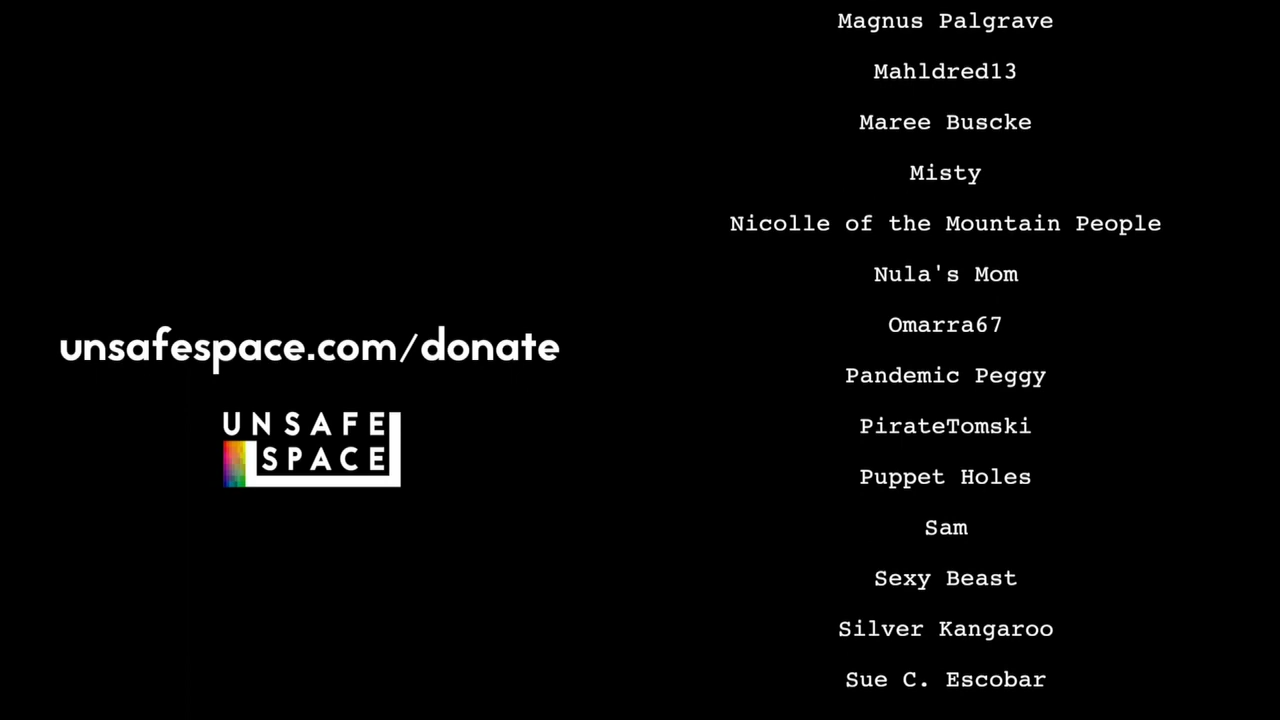 unsafespace.com/donate
UNSAFE
SPACE
Magnus Palgrave
Mahldred13
Maree Buscke
Misty
Nicolle of the Mountain People
Nula's Mom
Omarra67
Pandemic Peggy
PirateTomski
Puppet Holes
Sam
Sexy Beast
Silver Kangaroo
Sue C. Escobar